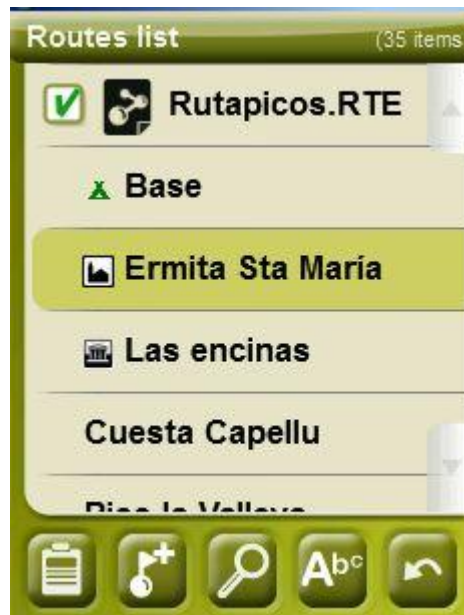 Routes list (35 items
Rutapicos.RTE
Base
Ermita Sta María
Las encinas
Cuesta Capellu
Abc